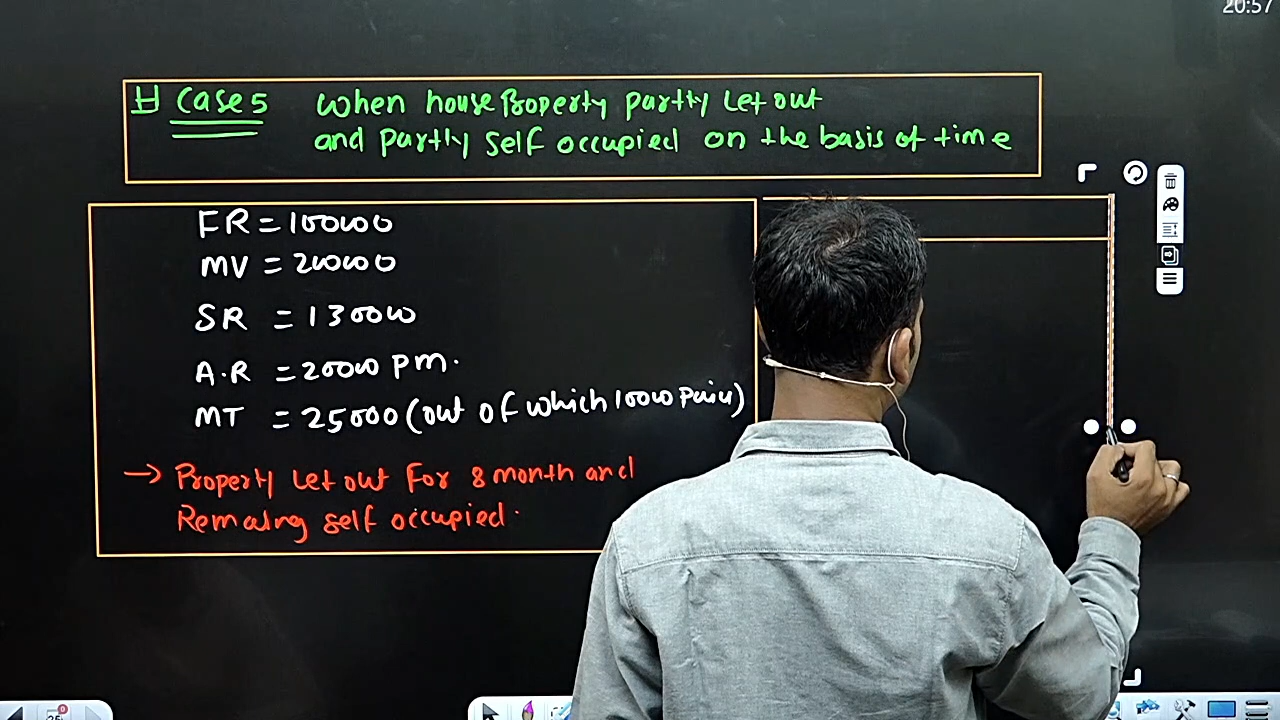 20:57
# Case 5 When house Property partly Let out
and partly self occupied on the basis of time
FR = 100000
MV = 200000
SR = 130000
A.R = 20000 pm.
MT = 25000 (out of which 10000 paid)
→ Property Let out For 8 month and
Remaing self occupied.